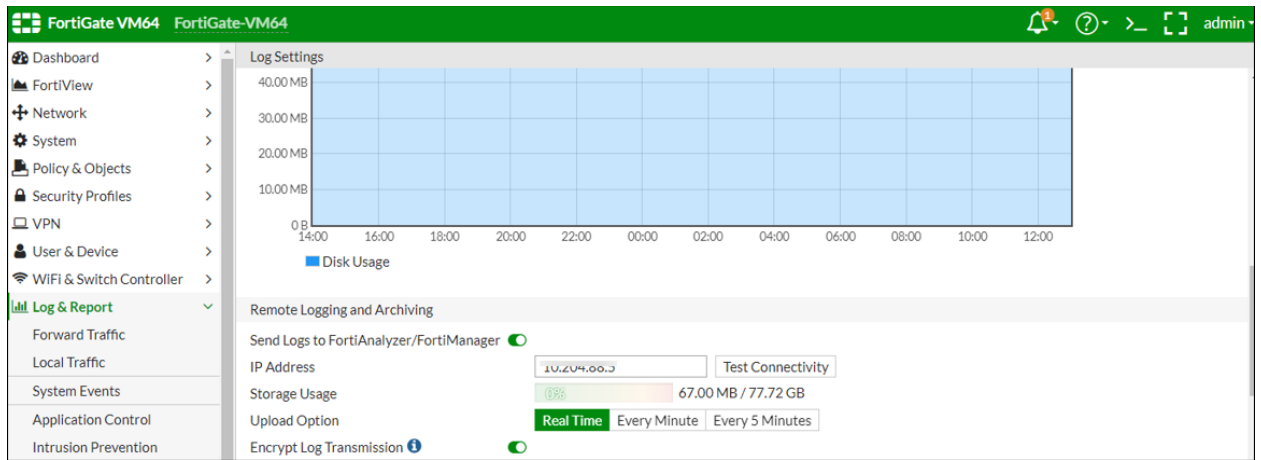 FortiGate VM64 FortiGate-VM64 1 admin
Dashboard
FortiView
Network
System
Policy & Objects
Security Profiles
VPN
User & Device
WiFi & Switch Controller
Log & Report
Forward Traffic
Local Traffic
System Events
Application Control
Intrusion Prevention
Log Settings
40.00 MB
30.00 MB
20.00 MB
10.00 MB
0 B
14:00 16:00 18:00 20:00 22:00 00:00 02:00 04:00 06:00 08:00 10:00 12:00
Disk Usage
Remote Logging and Archiving
Send Logs to FortiAnalyzer/FortiManager
IP Address Test Connectivity
Storage Usage 0% 67.00 MB / 77.72 GB
Upload Option Real Time Every Minute Every 5 Minutes
Encrypt Log Transmission